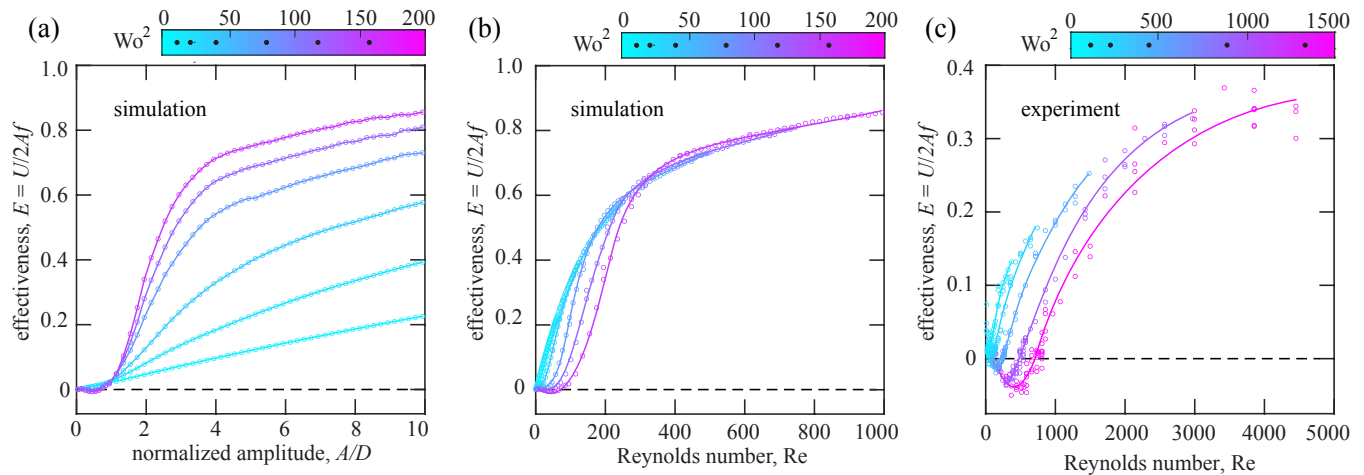 (a)
Wo²
0 50 100 150 200
simulation
effectiveness, E = U/2Af
1.0
0.8
0.6
0.4
0.2
0
0 2 4 6 8 10
normalized amplitude, A/D
(b)
Wo²
0 50 100 150 200
simulation
effectiveness, E = U/2Af
1.0
0.8
0.6
0.4
0.2
0
0 200 400 600 800 1000
Reynolds number, Re
(c)
Wo²
0 500 1000 1500
experiment
effectiveness, E = U/2Af
0.4
0.3
0.2
0.1
0
0 1000 2000 3000 4000 5000
Reynolds number, Re